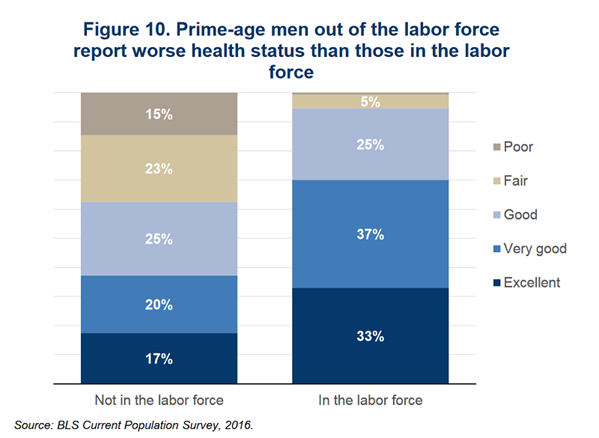 Figure 10. Prime-age men out of the labor force
report worse health status than those in the labor
force
15%
23%
25%
20%
17%
5%
25%
37%
33%
Poor
Fair
Good
Very good
Excellent
Not in the labor force
In the labor force
Source: BLS Current Population Survey, 2016.